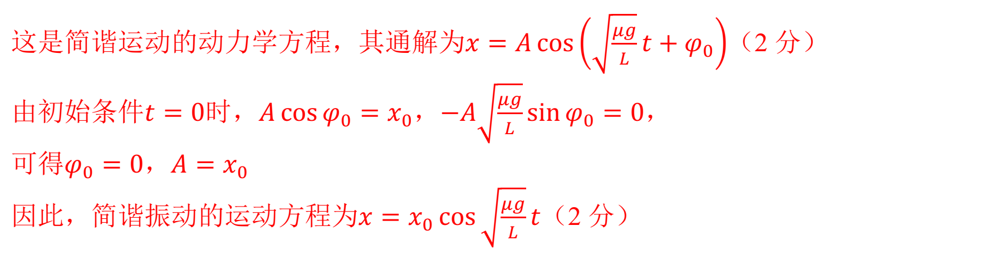 这是简谐运动的动力学方程，其通解为$x = A\cos\left(\sqrt{\frac{\mu g}{L}}t + \varphi_0\right)$（2 分）
由初始条件$t = 0$时，$A\cos\varphi_0 = x_0$，$-A\sqrt{\frac{\mu g}{L}}\sin\varphi_0 = 0$，
可得$\varphi_0 = 0$，$A = x_0$
因此，简谐振动的运动方程为$x = x_0\cos\sqrt{\frac{\mu g}{L}}t$（2 分）